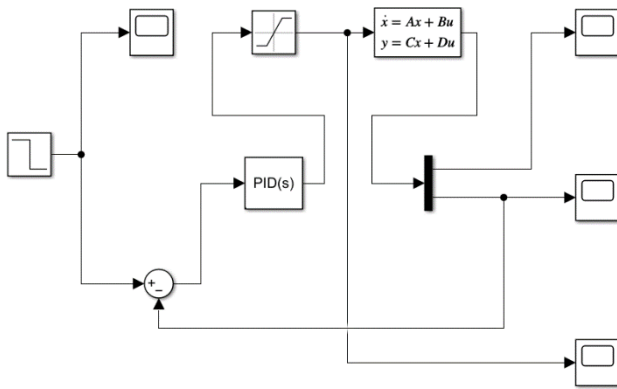 ẋ = Ax + Bu
y = Cx + Du
PID(s)
+
−